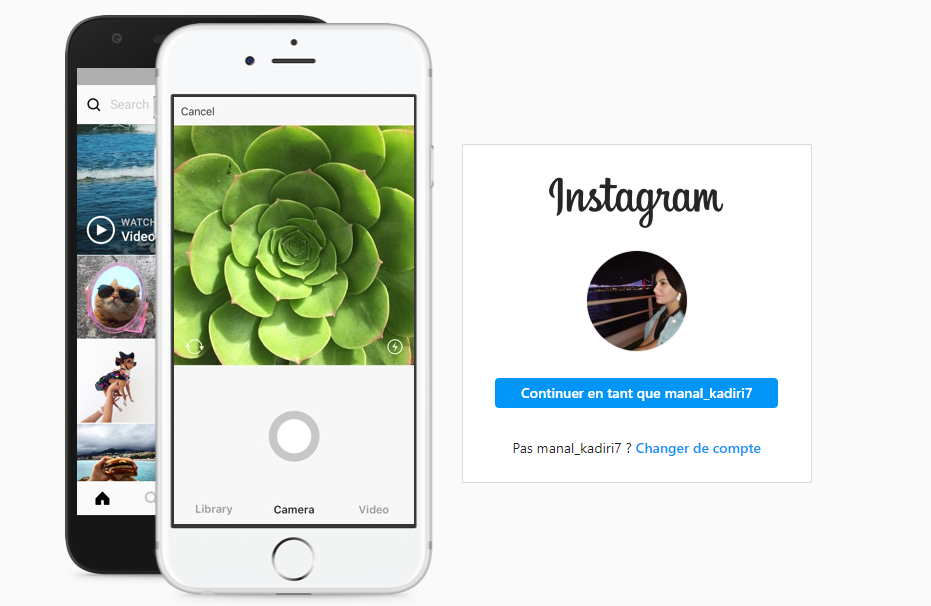 Search
WATCH
Video
Cancel
Library
Camera
Video
Instagram
Continuer en tant que manal_kadiri7
Pas manal_kadiri7 ? Changer de compte